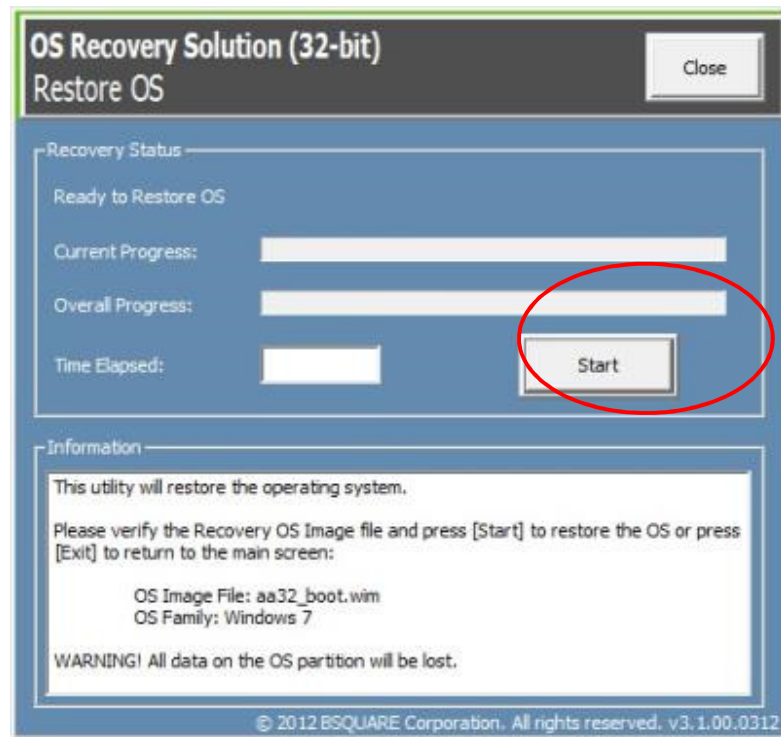 OS Recovery Solution (32-bit)
Restore OS
Close
Recovery Status
Ready to Restore OS
Current Progress:
Overall Progress:
Time Elapsed:
Start
Information
This utility will restore the operating system.
Please verify the Recovery OS Image file and press [Start] to restore the OS or press
[Exit] to return to the main screen:
OS Image File: aa32_boot.wim
OS Family: Windows 7
WARNING! All data on the OS partition will be lost.
© 2012 BSQUARE Corporation. All rights reserved. v3.1.00.0312